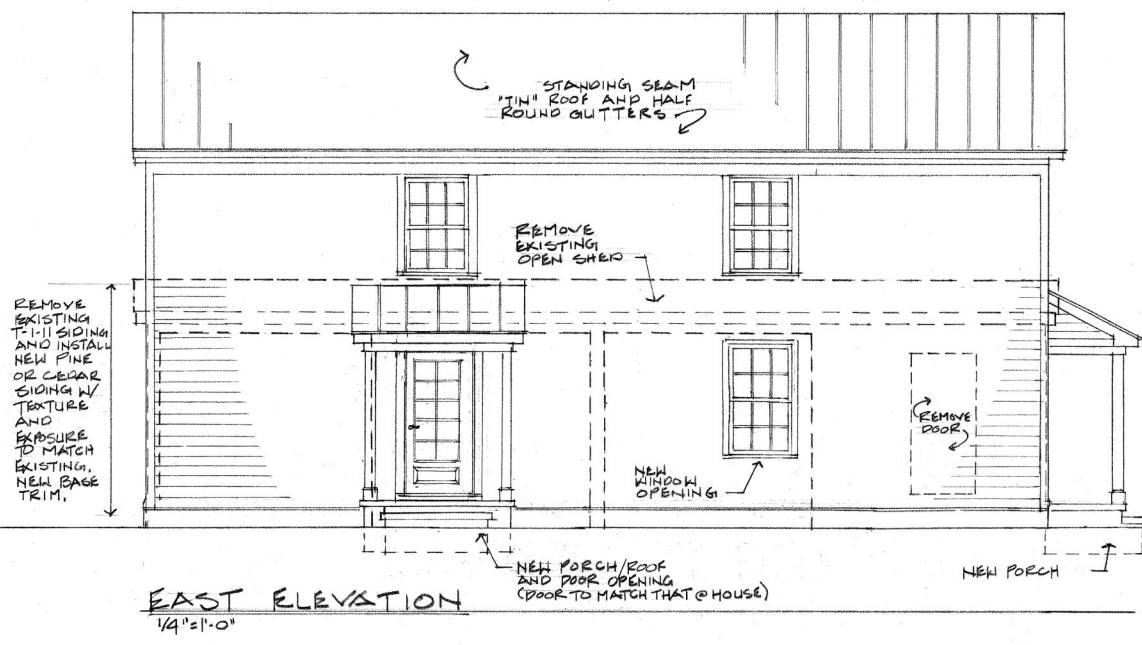 STANDING SEAM
"TIN" ROOF AND HALF
ROUND GUTTERS
REMOVE
EXISTING
OPEN SHED
REMOVE
EXISTING
T-1-11 SIDING
AND INSTALL
NEW PINE
OR CEDAR
SIDING W/
TEXTURE
AND
EXPOSURE
TO MATCH
EXISTING.
NEW BASE
TRIM.
REMOVE
DOOR
NEW
WINDOW
OPENING
NEW PORCH/ROOF
AND DOOR OPENING
(DOOR TO MATCH THAT @ HOUSE)
NEW PORCH
EAST ELEVATION
1/4"=1'-0"